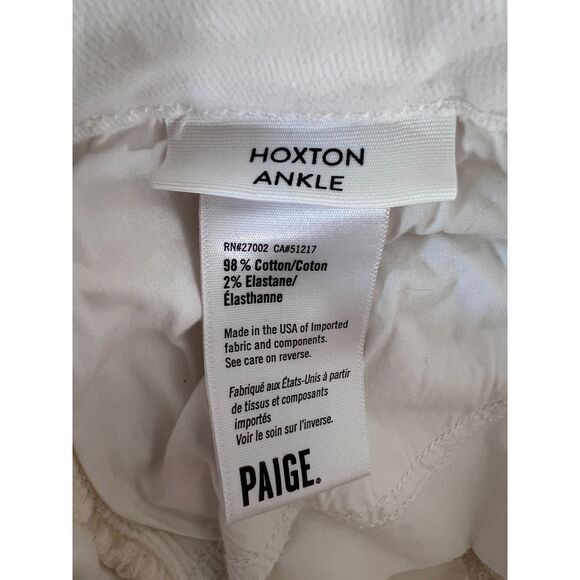 HOXTON
ANKLE
RN#27002 CA#51217
98% Cotton/Coton
2% Elastane/
Élasthanne
Made in the USA of Imported
fabric and components.
See care on reverse.
Fabriqué aux États-Unis à partir
de tissus et composants
importés
Voir le soin sur l'inverse.
PAIGE.